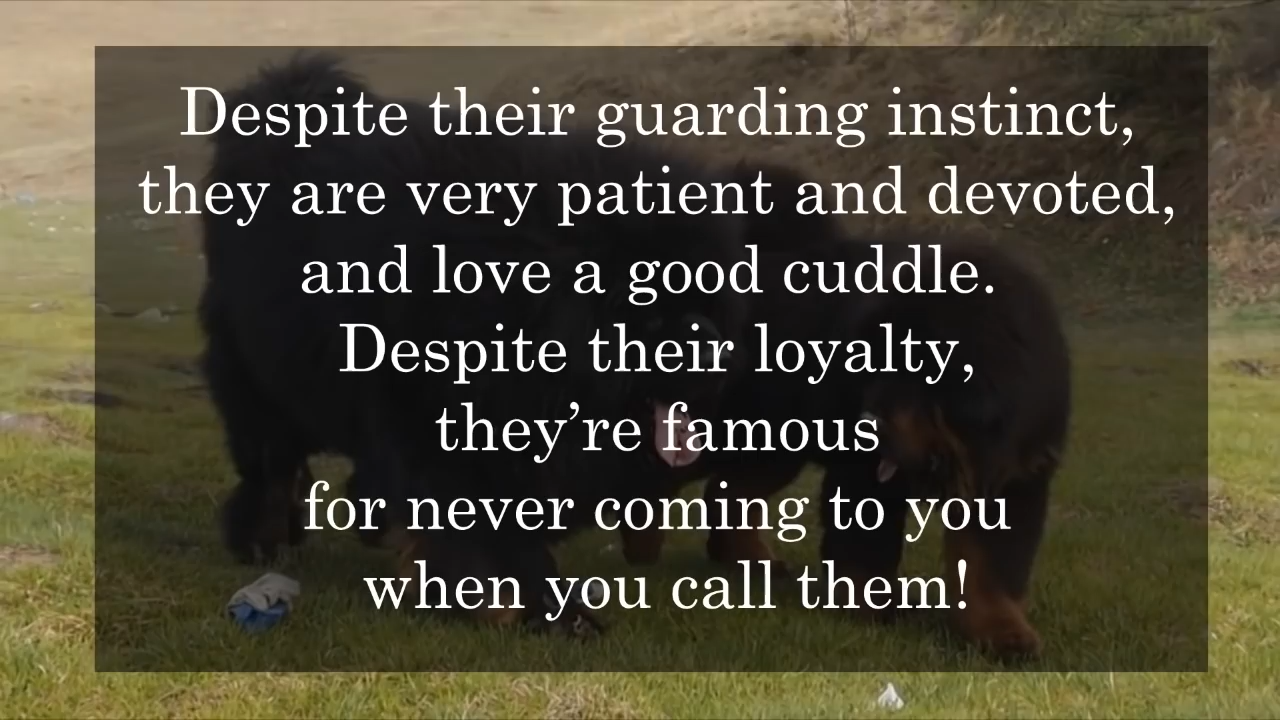 Despite their guarding instinct,
they are very patient and devoted,
and love a good cuddle.
Despite their loyalty,
they’re famous
for never coming to you
when you call them!